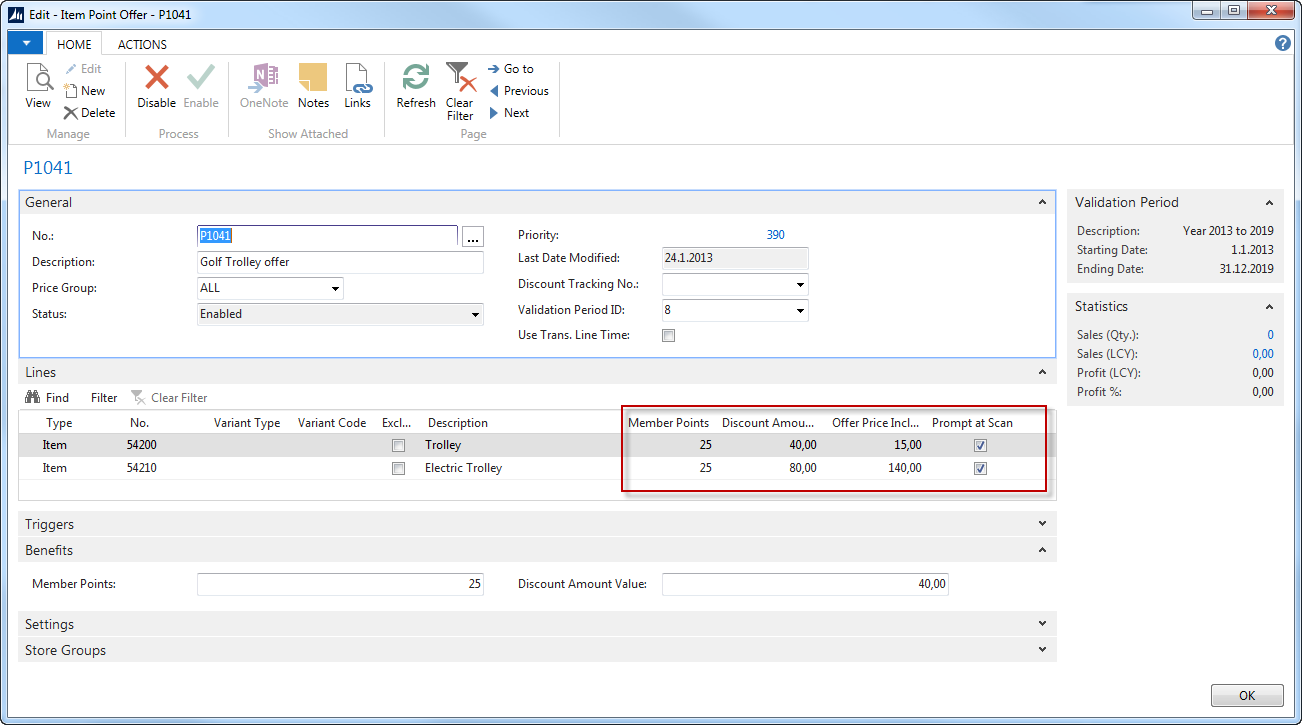 Edit - Item Point Offer - P1041
HOME ACTIONS
View Edit New Delete
Disable Enable
OneNote Notes Links
Refresh Clear Filter Go to Previous Next
Manage Process Show Attached Page
P1041
General
No.: P1041 ...
Description: Golf Trolley offer
Price Group: ALL
Status: Enabled
Priority: 390
Last Date Modified: 24.1.2013
Discount Tracking No.:
Validation Period ID: 8
Use Trans. Line Time:
Lines
Find Filter Clear Filter
Type No. Variant Type Variant Code Excl... Description Member Points Discount Amou... Offer Price Incl... Prompt at Scan
Item 54200 Trolley 25 40,00 15,00
Item 54210 Electric Trolley 25 80,00 140,00
Triggers
Benefits
Member Points: 25 Discount Amount Value: 40,00
Settings
Store Groups
Validation Period
Description: Year 2013 to 2019
Starting Date: 1.1.2013
Ending Date: 31.12.2019
Statistics
Sales (Qty.): 0
Sales (LCY): 0,00
Profit (LCY): 0,00
Profit %: 0,00
OK